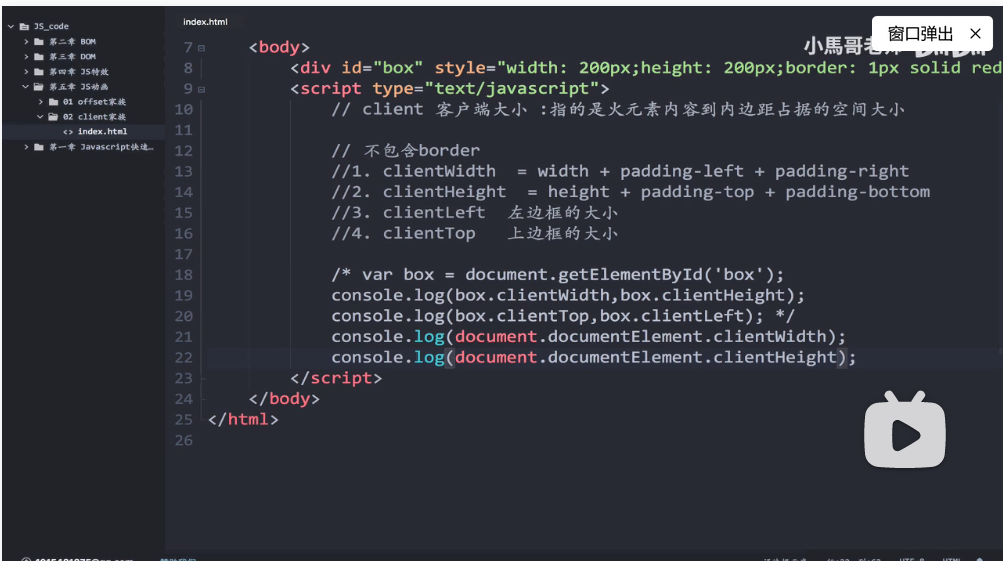 JS_code
第二章 BOM
第三章 DOM
第四章 JS特效
第五章 JS动画
01 offset家族
02 client家族
<> index.html
第一章 Javascript快速…
index.html
窗口弹出 ×
小馬哥老师 bilibili
7 <body>
8 <div id="box" style="width: 200px;height: 200px;border: 1px solid red
9 <script type="text/javascript">
10 // client 客户端大小 :指的是火元素内容到内边距占据的空间大小
11
12 // 不包含border
13 //1. clientWidth = width + padding-left + padding-right
14 //2. clientHeight = height + padding-top + padding-bottom
15 //3. clientLeft 左边框的大小
16 //4. clientTop 上边框的大小
17
18 /* var box = document.getElementById('box');
19 console.log(box.clientWidth,box.clientHeight);
20 console.log(box.clientTop,box.clientLeft); */
21 console.log(document.documentElement.clientWidth);
22 console.log(document.documentElement.clientHeight);
23 </script>
24 </body>
25 </html>
26